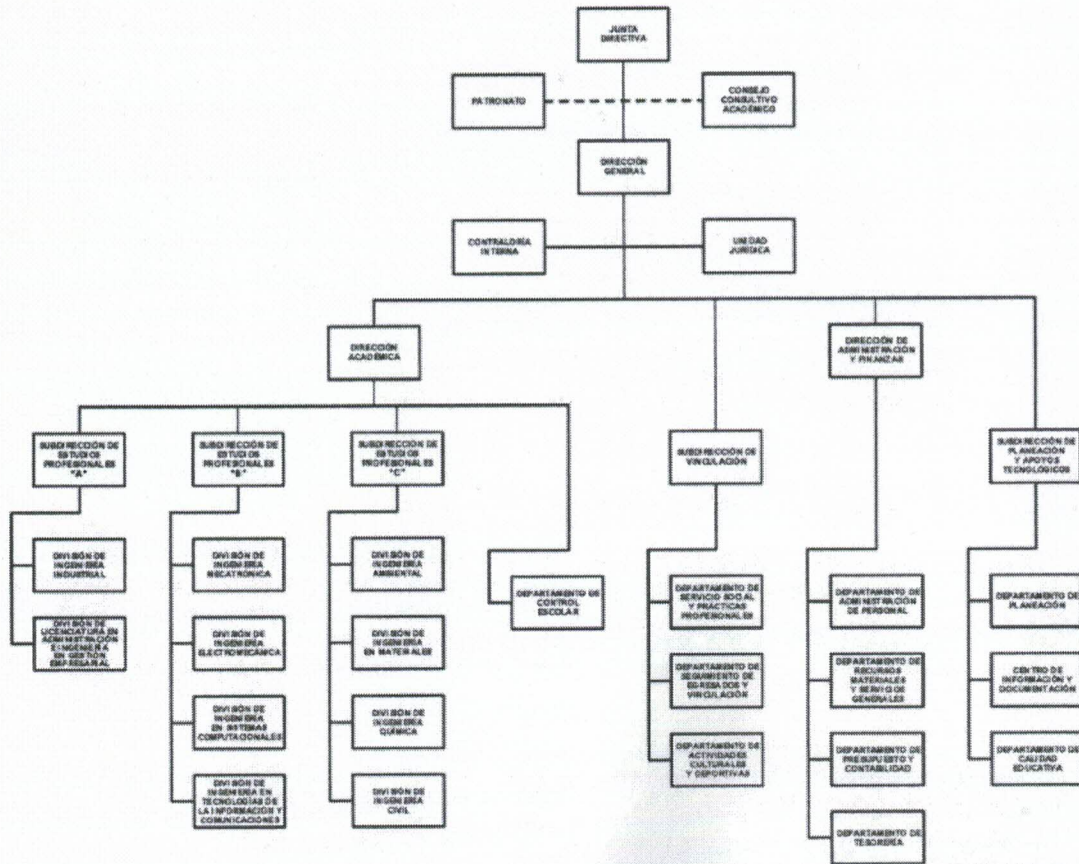 JUNTA
DIRECTIVA
PATRONATO
CONSEJO
CONSULTIVO
ACADÉMICO
DIRECCIÓN
GENERAL
CONTRALORÍA
INTERNA
UNIDAD
JURÍDICA
DIRECCIÓN
ACADÉMICA
DIRECCIÓN DE
ADMINISTRACIÓN
Y FINANZAS
SUBDIRECCIÓN DE
ESTUDIOS
PROFESIONALES
"A"
SUBDIRECCIÓN DE
ESTUDIOS
PROFESIONALES
"B"
SUBDIRECCIÓN DE
ESTUDIOS
PROFESIONALES
"C"
SUBDIRECCIÓN
DE VINCULACIÓN
SUBDIRECCIÓN DE
PLANEACIÓN
Y APOYOS
TECNOLÓGICOS
DIVISIÓN DE
INGENIERÍA
INDUSTRIAL
DIVISIÓN DE
LICENCIATURA EN
ADMINISTRACIÓN
E INGENIERÍA
EN GESTIÓN
EMPRESARIAL
DIVISIÓN DE
INGENIERÍA
MECATRÓNICA
DIVISIÓN DE
INGENIERÍA
ELECTROMECÁNICA
DIVISIÓN DE
INGENIERÍA
EN SISTEMAS
COMPUTACIONALES
DIVISIÓN DE
INGENIERÍA EN
TECNOLOGÍAS DE
LA INFORMACIÓN Y
COMUNICACIONES
DIVISIÓN DE
INGENIERÍA
AMBIENTAL
DIVISIÓN DE
INGENIERÍA
EN MATERIALES
DIVISIÓN DE
INGENIERÍA
QUÍMICA
DIVISIÓN DE
INGENIERÍA
CIVIL
DEPARTAMENTO DE
CONTROL
ESCOLAR
DEPARTAMENTO DE
SERVICIO SOCIAL
Y PRÁCTICAS
PROFESIONALES
DEPARTAMENTO DE
SEGUIMIENTO DE
EGRESADOS Y
VINCULACIÓN
DEPARTAMENTO DE
ACTIVIDADES
CULTURALES
Y DEPORTIVAS
DEPARTAMENTO DE
ADMINISTRACIÓN
DE PERSONAL
DEPARTAMENTO DE
RECURSOS
MATERIALES
Y SERVICIOS
GENERALES
DEPARTAMENTO DE
PRESUPUESTO Y
CONTABILIDAD
DEPARTAMENTO DE
TESORERÍA
DEPARTAMENTO DE
PLANEACIÓN
CENTRO DE
INFORMACIÓN Y
DOCUMENTACIÓN
DEPARTAMENTO DE
CALIDAD
EDUCATIVA